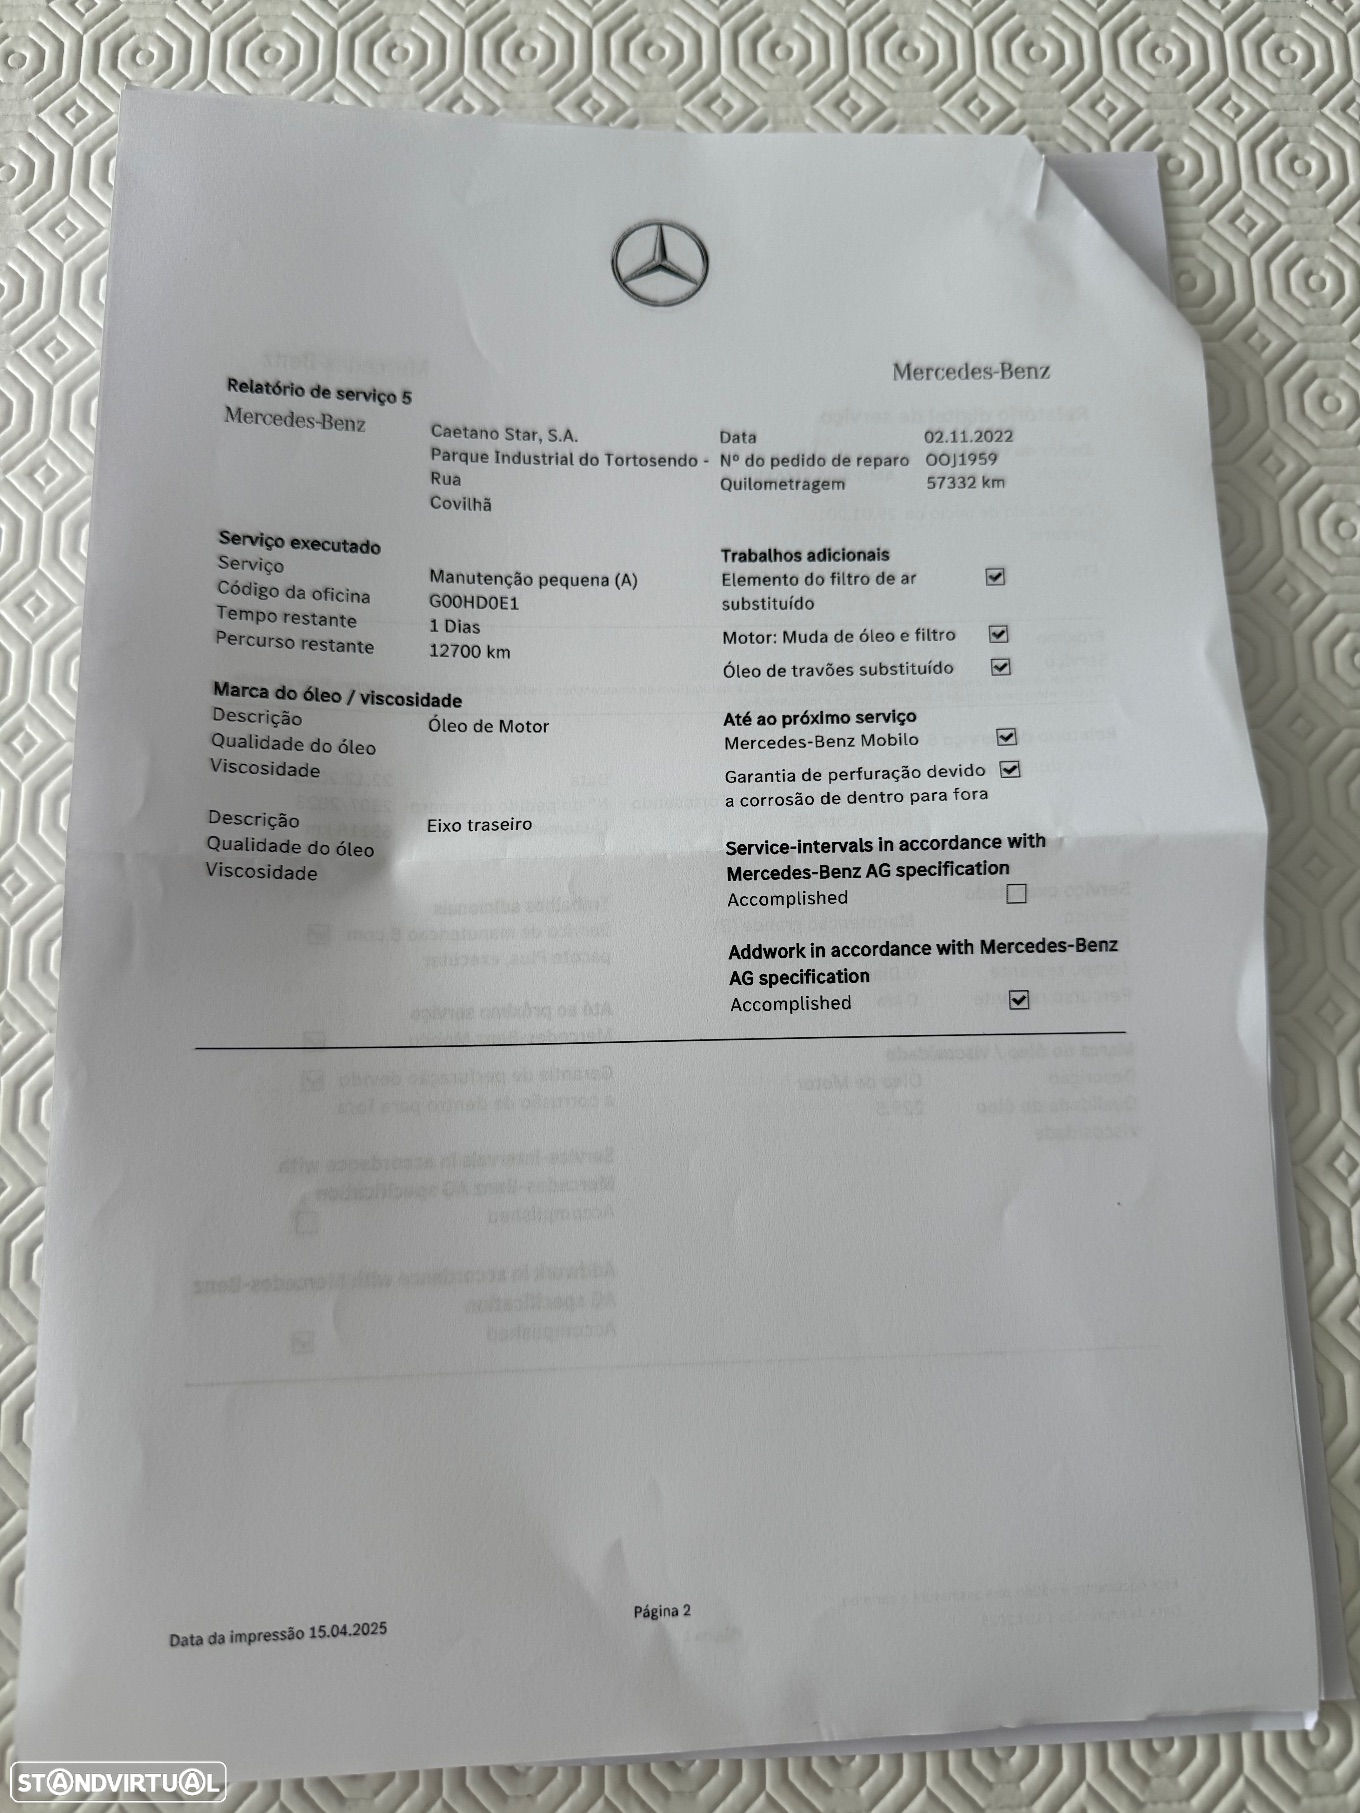 Mercedes-Benz
Relatório de serviço 5
Mercedes-Benz
Caetano Star, S.A.
Parque Industrial do Tortosendo -
Rua
Covilhã
Data 02.11.2022
Nº do pedido de reparo OOJ1959
Quilometragem 57332 km
Serviço executado
Serviço Manutenção pequena (A)
Código da oficina G00HD0E1
Tempo restante 1 Dias
Percurso restante 12700 km
Marca do óleo / viscosidade
Descrição Óleo de Motor
Qualidade do óleo
Viscosidade
Descrição Eixo traseiro
Qualidade do óleo
Viscosidade
Trabalhos adicionais
Elemento do filtro de ar
substituído
Motor: Muda de óleo e filtro
Óleo de travões substituído
Até ao próximo serviço
Mercedes-Benz Mobilo
Garantia de perfuração devido
a corrosão de dentro para fora
Service-intervals in accordance with
Mercedes-Benz AG specification
Accomplished
Addwork in accordance with Mercedes-Benz
AG specification
Accomplished
Página 2
Data da impressão 15.04.2025
STANDVIRTUAL